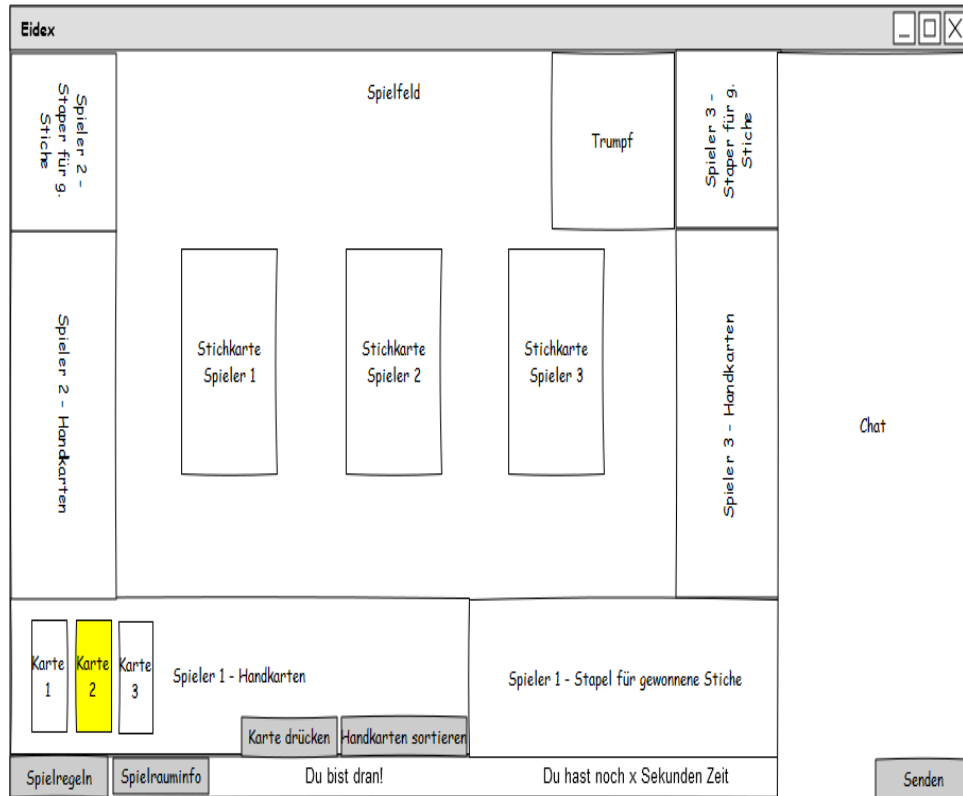 Eidex
Spieler 2 -
Staper für g.
Stiche
Spielfeld
Trumpf
Spieler 3 -
Staper für g.
Stiche
Spieler 2 - Handkarten
Stichkarte
Spieler 1
Stichkarte
Spieler 2
Stichkarte
Spieler 3
Spieler 3 - Handkarten
Chat
Karte
1
Karte
2
Karte
3
Spieler 1 - Handkarten
Spieler 1 - Stapel für gewonnene Stiche
Karte drücken
Handkarten sortieren
Spielregeln
Spielrauminfo
Du bist dran!
Du hast noch x Sekunden Zeit
Senden